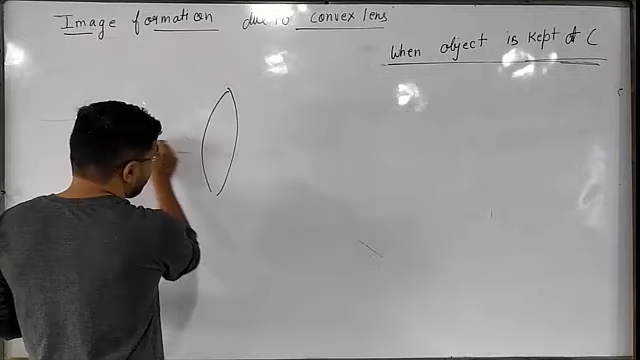 Image formation due to convex lens
When object is kept at C